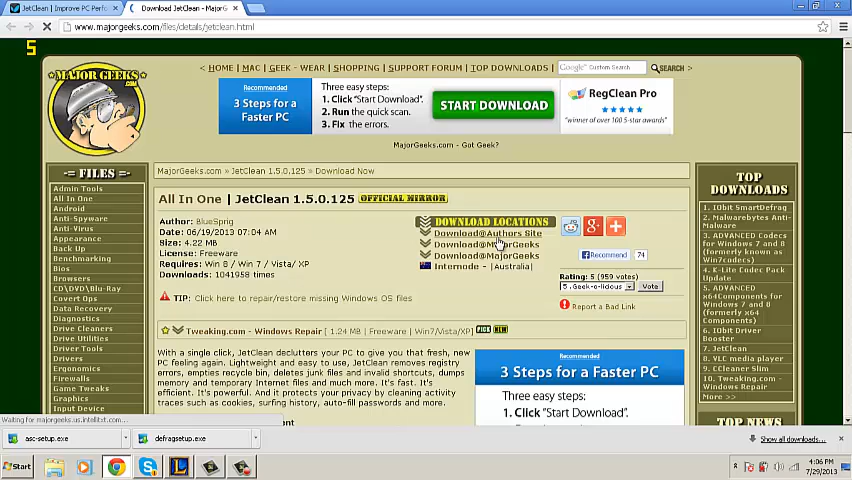 JetClean | Improve PC Perfo
Download JetClean - MajorG
www.majorgeeks.com/files/details/jetclean.html
5
MAJOR GEEKS
.COM
< HOME | MAC | GEEK - WEAR | SHOPPING | SUPPORT FORUM | TOP DOWNLOADS |
Google Custom Search
SEARCH >
Recommended
3 Steps for a
Faster PC
Three easy steps:
1. Click "Start Download".
2. Run the quick scan.
3. Fix the errors.
START DOWNLOAD
RegClean Pro
"winner of over 100 5-star awards"
MajorGeeks.com - Got Geek?
-= FILES =-
Admin Tools
All In One
Android
Anti-Spyware
Anti-Virus
Appearance
Back Up
Benchmarking
Bios
Browsers
CD\DVD\Blu-Ray
Covert Ops
Data Recovery
Diagnostics
Drive Cleaners
Drive Utilities
Driver Tools
Drivers
Ergonomics
Firewalls
Game Tweaks
Graphics
Input Device
MajorGeeks.com » JetClean 1.5.0.125 » Download Now
All In One | JetClean 1.5.0.125 OFFICIAL MIRROR
Author: BlueSprig
Date: 06/19/2013 07:04 AM
Size: 4.22 MB
License: Freeware
Requires: Win 8 / Win 7 / Vista/ XP
Downloads: 1041958 times
DOWNLOAD LOCATIONS
Download@Authors Site
Download@MajorGeeks
Download@MajorGeeks
Internode - |Australia|
Recommend 74
Rating: 5 (959 votes)
5. Geek-o-licious Vote
Report a Bad Link
TIP: Click here to repair/restore missing Windows OS files
Tweaking.com - Windows Repair [ 1.24 MB | Freeware | Win7/Vista/XP ] PICK NEW
With a single click, JetClean declutters your PC to give you that fresh, new
PC feeling again. Lightweight and easy to use, JetClean removes registry
errors, empties recycle bin, deletes junk files and invalid shortcuts, dumps
memory and temporary Internet files and much more. It's fast. It's
efficient. It's powerful. And it protects your privacy by cleaning activity
traces such as cookies, surfing history, auto-fill passwords and more.
Recommended
3 Steps for a Faster PC
Three easy steps:
1. Click "Start Download".
TOP
DOWNLOADS
1. IObit SmartDefrag
2. Malwarebytes Anti-
Malware
3. ADVANCED Codecs
for Windows 7 and 8
(formerly known as
Win7codecs)
4. K-Lite Codec Pack
Update
5. ADVANCED
x64Components for
Windows 7 and 8
(formerly x64
Components)
6. IObit Driver
Booster
7. JetClean
8. VLC media player
9. CCleaner Slim
10. Tweaking.com -
Windows Repair
More >>
TOP NEWS
Waiting for majorgeeks.us.intellitxt.com...
asc-setup.exe
defragsetup.exe
Show all downloads...
Start
4:06 PM
7/29/2013